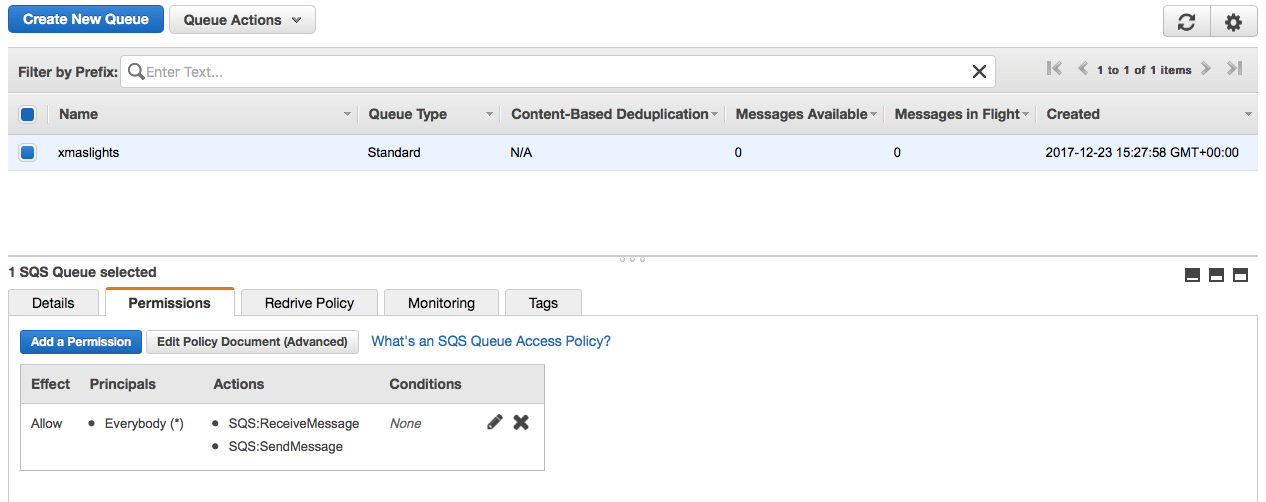 Create New Queue Queue Actions
Filter by Prefix: Enter Text... 1 to 1 of 1 items
Name Queue Type Content-Based Deduplication Messages Available Messages in Flight Created
xmaslights Standard N/A 0 0 2017-12-23 15:27:58 GMT+00:00
1 SQS Queue selected
Details Permissions Redrive Policy Monitoring Tags
Add a Permission Edit Policy Document (Advanced) What's an SQS Queue Access Policy?
Effect Principals Actions Conditions
Allow • Everybody (*) • SQS:ReceiveMessage None
• SQS:SendMessage